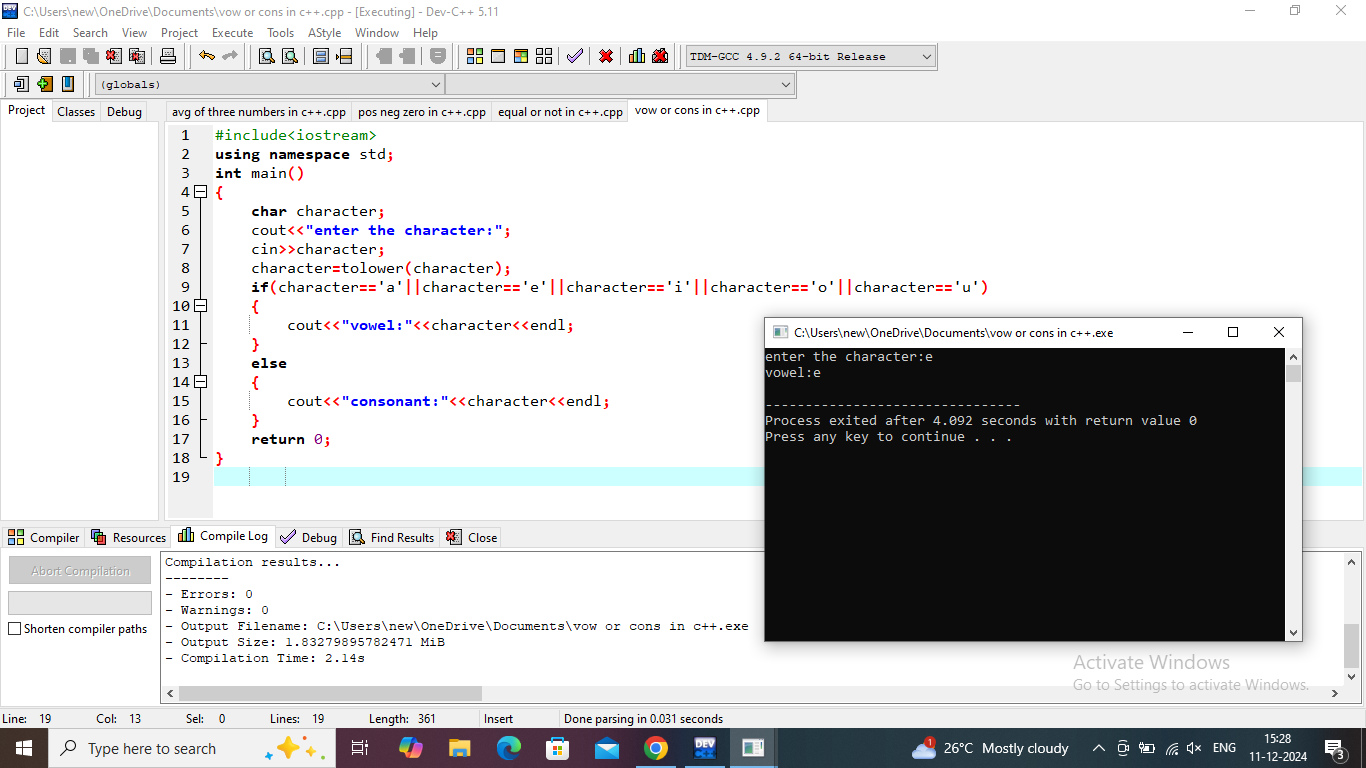 C:\Users\new\OneDrive\Documents\vow or cons in c++.cpp - [Executing] - Dev-C++ 5.11
File Edit Search View Project Execute Tools AStyle Window Help
TDM-GCC 4.9.2 64-bit Release
(globals)
Project Classes Debug
avg of three numbers in c++.cpp pos neg zero in c++.cpp equal or not in c++.cpp vow or cons in c++.cpp
1 #include<iostream>
2 using namespace std;
3 int main()
4 {
5 char character;
6 cout<<"enter the character:";
7 cin>>character;
8 character=tolower(character);
9 if(character=='a'||character=='e'||character=='i'||character=='o'||character=='u')
10 {
11 cout<<"vowel:"<<character<<endl;
12 }
13 else
14 {
15 cout<<"consonant:"<<character<<endl;
16 }
17 return 0;
18 }
19
C:\Users\new\OneDrive\Documents\vow or cons in c++.exe
enter the character:e
vowel:e
--------------------------------
Process exited after 4.092 seconds with return value 0
Press any key to continue . . .
Compiler Resources Compile Log Debug Find Results Close
Abort Compilation
Shorten compiler paths
Compilation results...
--------
- Errors: 0
- Warnings: 0
- Output Filename: C:\Users\new\OneDrive\Documents\vow or cons in c++.exe
- Output Size: 1.83279895782471 MiB
- Compilation Time: 2.14s
Activate Windows
Go to Settings to activate Windows.
Line: 19 Col: 13 Sel: 0 Lines: 19 Length: 361 Insert Done parsing in 0.031 seconds
Type here to search
DEV
1
26°C Mostly cloudy
ENG
15:28
11-12-2024
3